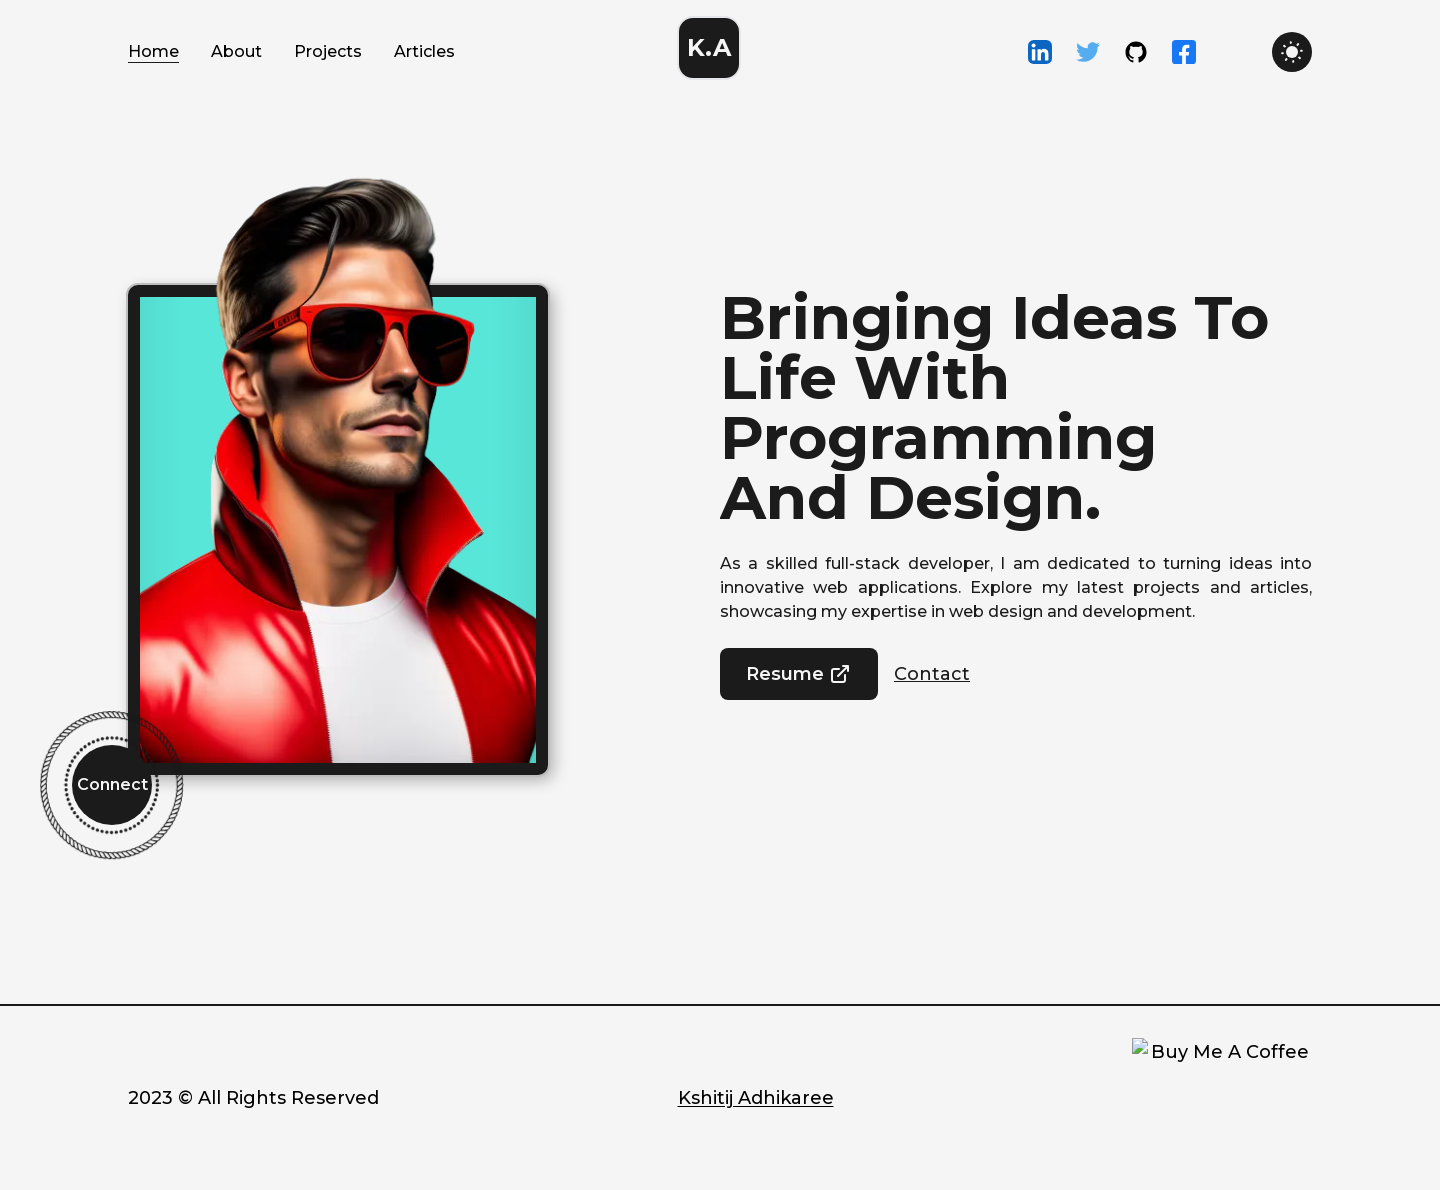 Home
About
Projects
Articles
K.A
Bringing Ideas To
Life With
Programming
And Design.
As a skilled full-stack developer, I am dedicated to turning ideas into
innovative web applications. Explore my latest projects and articles,
showcasing my expertise in web design and development.
Resume
Contact
Connect
Buy Me A Coffee
2023 © All Rights Reserved
Kshitij Adhikaree